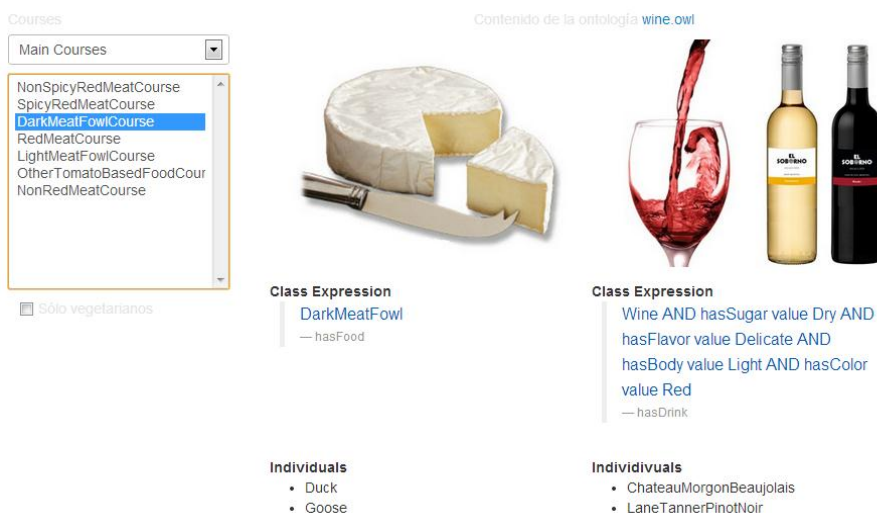 Courses
Contenido de la ontología wine.owl
Main Courses
NonSpicyRedMeatCourse
SpicyRedMeatCourse
DarkMeatFowlCourse
RedMeatCourse
LightMeatFowlCourse
OtherTomatoBasedFoodCour
NonRedMeatCourse
Sólo vegetarianos
EL SOBORNO
EL SOBORNO
Class Expression
DarkMeatFowl
— hasFood
Class Expression
Wine AND hasSugar value Dry AND
hasFlavor value Delicate AND
hasBody value Light AND hasColor
value Red
— hasDrink
Individuals
• Duck
• Goose
Individivuals
• ChateauMorgonBeaujolais
• LaneTannerPinotNoir